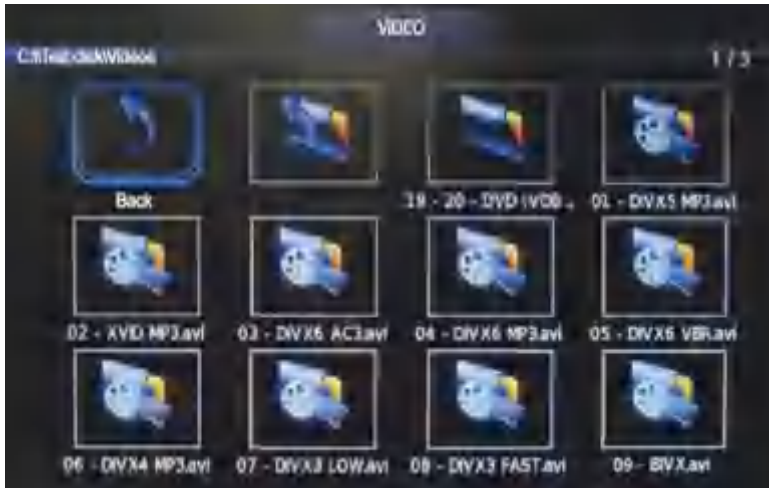 VIDEO
1 / 3
Back
19 - 20 - DVD (VOB ..
01 - DIVX5 MP3.avi
02 - XVID MP3.avi
03 - DIVX6 AC3.avi
04 - DIVX6 MP3.avi
05 - DIVX6 VBR.avi
06 - DIVX4 MP3.avi
07 - DIVX3 LOW.avi
08 - DIVX3 FAST.avi
09 - BIVX.avi